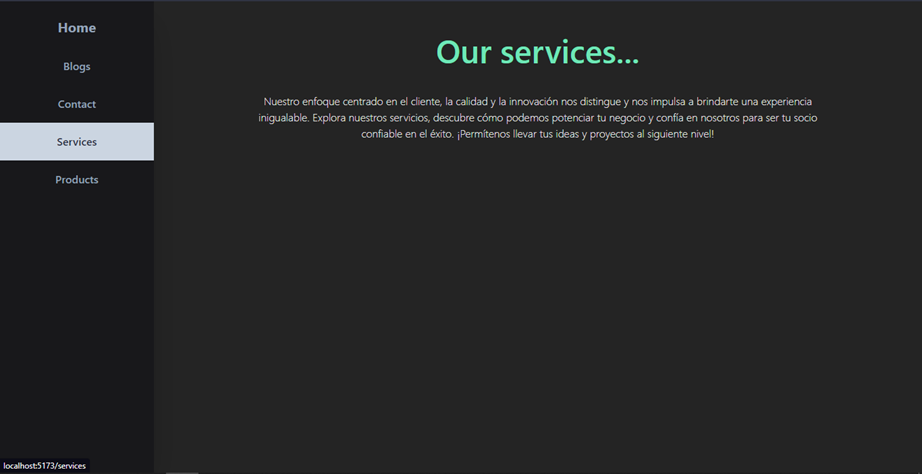 Home
Blogs
Contact
Services
Products
Our services...
Nuestro enfoque centrado en el cliente, la calidad y la innovación nos distingue y nos impulsa a brindarte una experiencia
inigualable. Explora nuestros servicios, descubre cómo podemos potenciar tu negocio y confía en nosotros para ser tu socio
confiable en el éxito. ¡Permítenos llevar tus ideas y proyectos al siguiente nivel!
localhost:5173/services